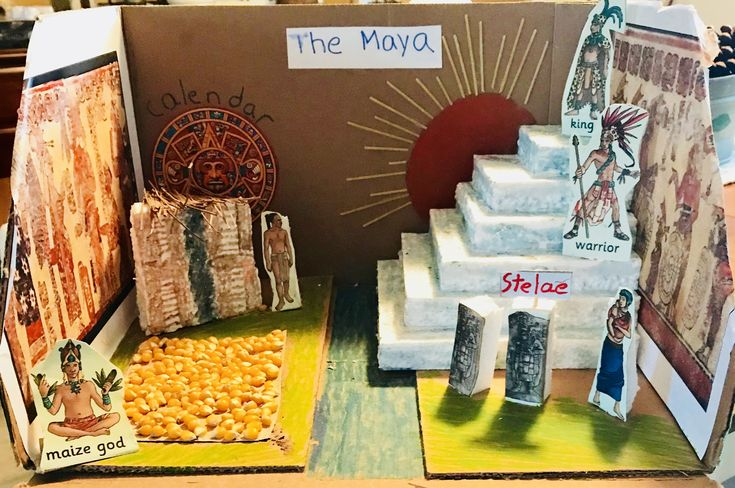 The Maya
calendar
king
warrior
Stelae
maize god